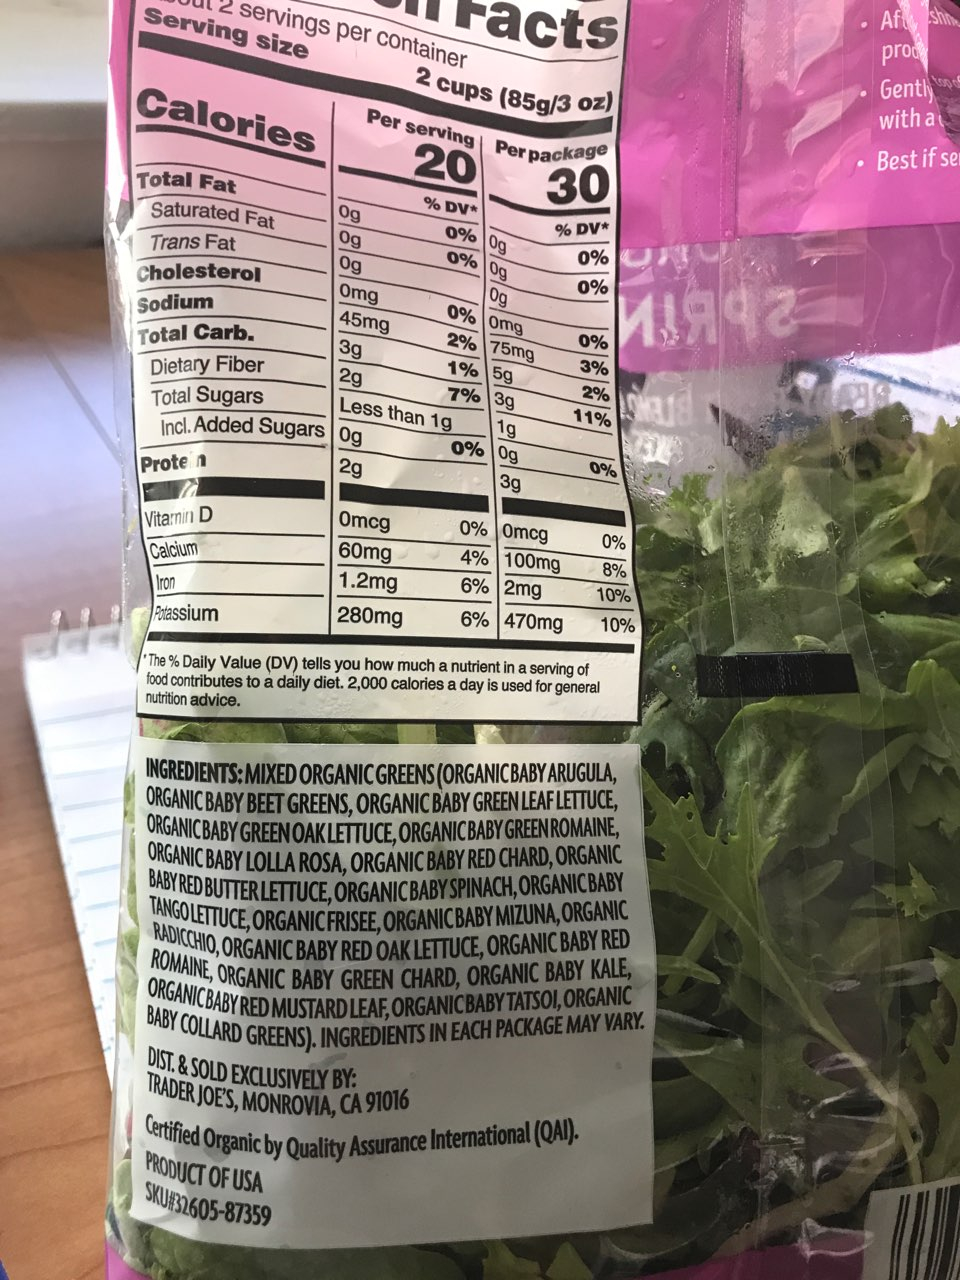 Facts
2 servings per container
Serving size 2 cups (85g/3 oz)
Calories Per serving 20 Per package 30
% DV* % DV*
Total Fat 0g 0% 0g 0%
Saturated Fat 0g 0% 0g 0%
Trans Fat 0g 0g
Cholesterol 0mg 0% 0mg 0%
Sodium 45mg 2% 75mg 3%
Total Carb. 3g 1% 5g 2%
Dietary Fiber 2g 7% 3g 11%
Total Sugars Less than 1g 1g
Incl. Added Sugars 0g 0% 0g 0%
Protein 2g 3g
Vitamin D 0mcg 0% 0mcg 0%
Calcium 60mg 4% 100mg 8%
Iron 1.2mg 6% 2mg 10%
Potassium 280mg 6% 470mg 10%
*The % Daily Value (DV) tells you how much a nutrient in a serving of
food contributes to a daily diet. 2,000 calories a day is used for general
nutrition advice.
INGREDIENTS: MIXED ORGANIC GREENS (ORGANIC BABY ARUGULA,
ORGANIC BABY BEET GREENS, ORGANIC BABY GREEN LEAF LETTUCE,
ORGANIC BABY GREEN OAK LETTUCE, ORGANIC BABY GREEN ROMAINE,
ORGANIC BABY LOLLA ROSA, ORGANIC BABY RED CHARD, ORGANIC
BABY RED BUTTER LETTUCE, ORGANIC BABY SPINACH, ORGANIC BABY
TANGO LETTUCE, ORGANIC FRISEE, ORGANIC BABY MIZUNA, ORGANIC
RADICCHIO, ORGANIC BABY RED OAK LETTUCE, ORGANIC BABY RED
ROMAINE, ORGANIC BABY GREEN CHARD, ORGANIC BABY KALE,
ORGANIC BABY RED MUSTARD LEAF, ORGANIC BABY TATSOI, ORGANIC
BABY COLLARD GREENS). INGREDIENTS IN EACH PACKAGE MAY VARY.
DIST. & SOLD EXCLUSIVELY BY:
TRADER JOE'S, MONROVIA, CA 91016
Certified Organic by Quality Assurance International (QAI).
PRODUCT OF USA
SKU#32605-87359
• Gently
with a
• Best if